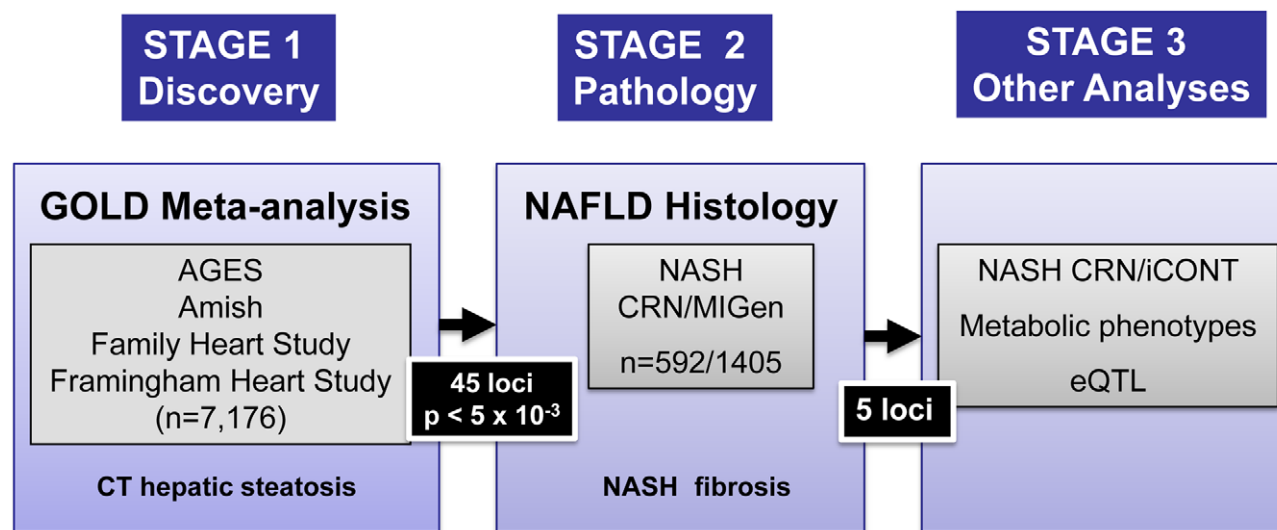 STAGE 1
Discovery
STAGE 2
Pathology
STAGE 3
Other Analyses
GOLD Meta-analysis
AGES
Amish
Family Heart Study
Framingham Heart Study
(n=7,176)
CT hepatic steatosis
45 loci
p < 5 x 10⁻³
NAFLD Histology
NASH
CRN/MIGen
n=592/1405
NASH fibrosis
5 loci
NASH CRN/iCONT
Metabolic phenotypes
eQTL